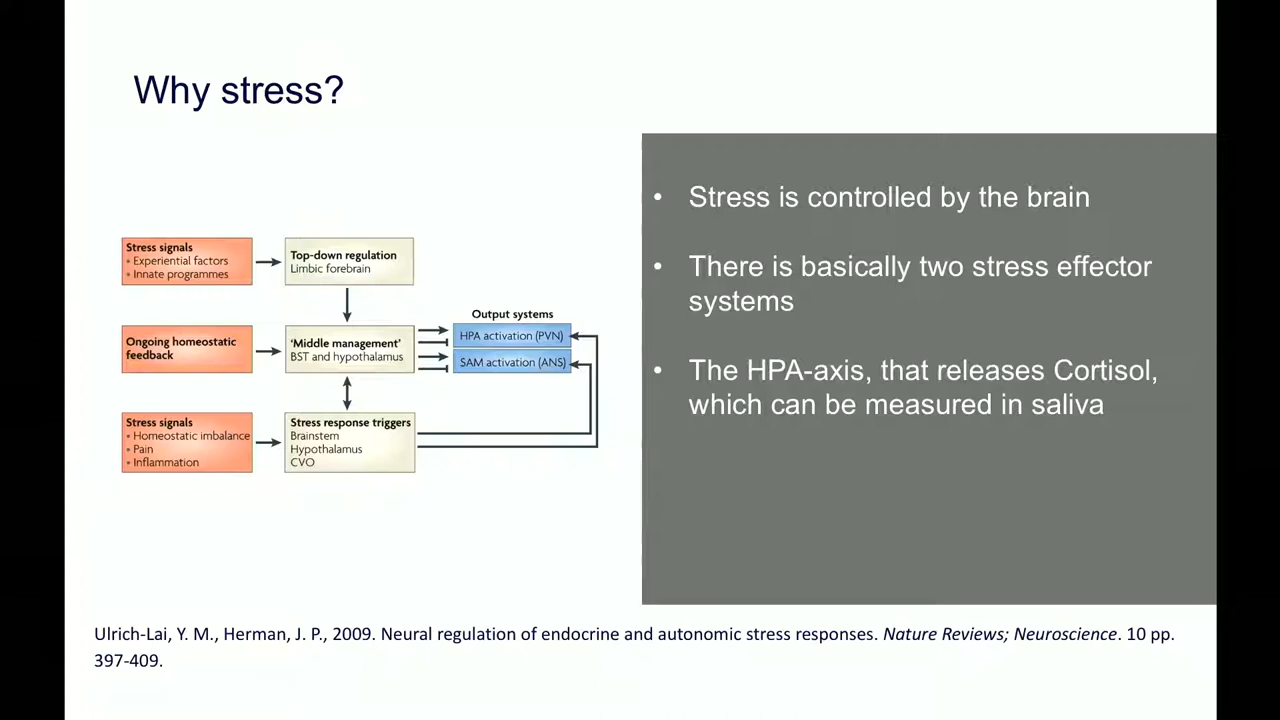 Why stress?
Stress signals
• Experiential factors
• Innate programmes
Top-down regulation
Limbic forebrain
Ongoing homeostatic
feedback
‘Middle management’
BST and hypothalamus
Output systems
HPA activation (PVN)
SAM activation (ANS)
Stress signals
• Homeostatic imbalance
• Pain
• Inflammation
Stress response triggers
Brainstem
Hypothalamus
CVO
• Stress is controlled by the brain
• There is basically two stress effector
systems
• The HPA-axis, that releases Cortisol,
which can be measured in saliva
Ulrich-Lai, Y. M., Herman, J. P., 2009. Neural regulation of endocrine and autonomic stress responses. Nature Reviews; Neuroscience. 10 pp.
397-409.